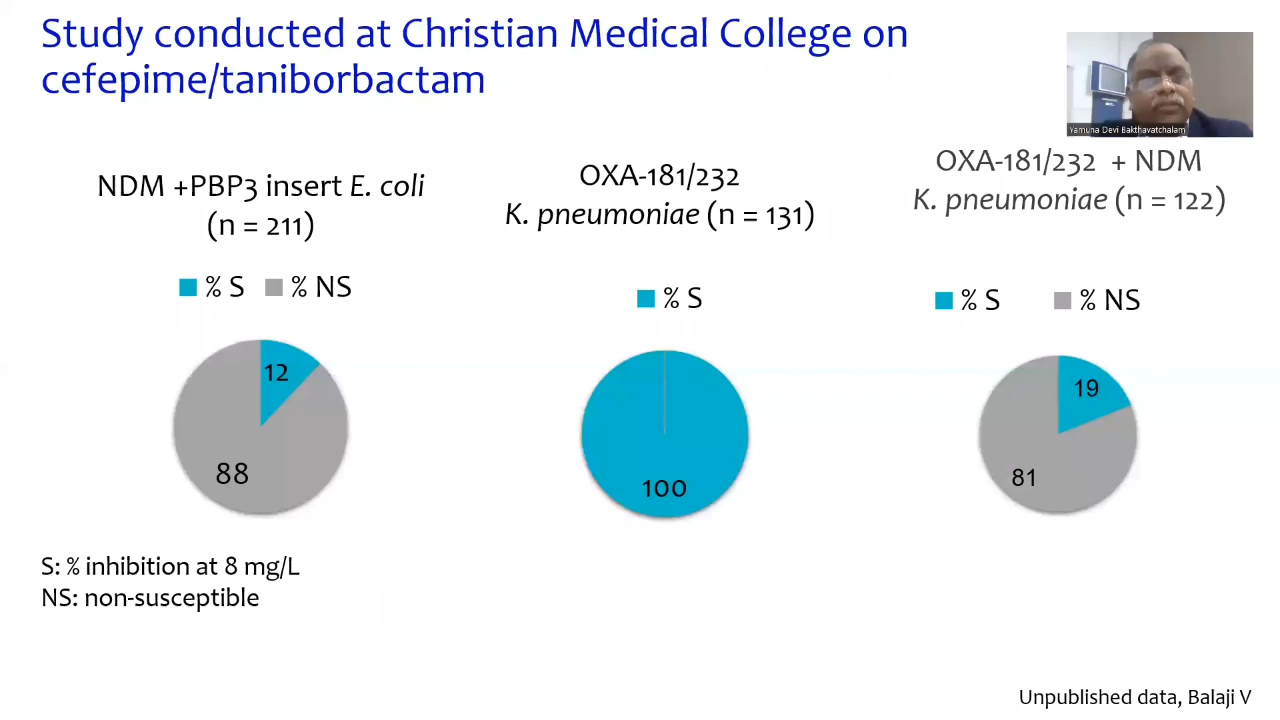 Study conducted at Christian Medical College on
cefepime/taniborbactam
Yamuna Devi Bakthavatchalam
NDM +PBP3 insert E. coli
(n = 211)
% S % NS
12
88
OXA-181/232
K. pneumoniae (n = 131)
% S
100
OXA-181/232 + NDM
K. pneumoniae (n = 122)
% S % NS
19
81
S: % inhibition at 8 mg/L
NS: non-susceptible
Unpublished data, Balaji V